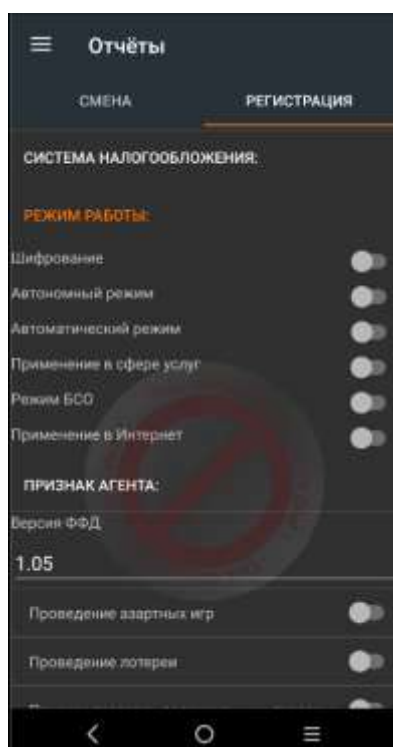 Отчёты
СМЕНА РЕГИСТРАЦИЯ
СИСТЕМА НАЛОГООБЛОЖЕНИЯ:
РЕЖИМ РАБОТЫ:
Шифрование
Автономный режим
Автоматический режим
Применение в сфере услуг
Режим БСО
Применение в Интернет
ПРИЗНАК АГЕНТА:
Версия ФФД
1.05
Проведение азартных игр
Проведение лотереи